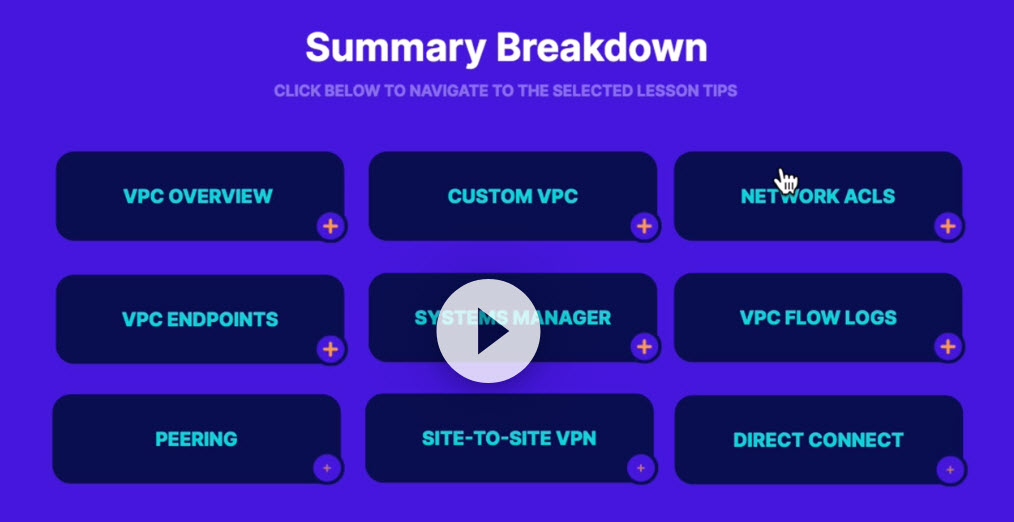 Summary Breakdown
CLICK BELOW TO NAVIGATE TO THE SELECTED LESSON TIPS
VPC OVERVIEW
CUSTOM VPC
NETWORK ACLS
VPC ENDPOINTS
SYSTEMS MANAGER
VPC FLOW LOGS
PEERING
SITE-TO-SITE VPN
DIRECT CONNECT